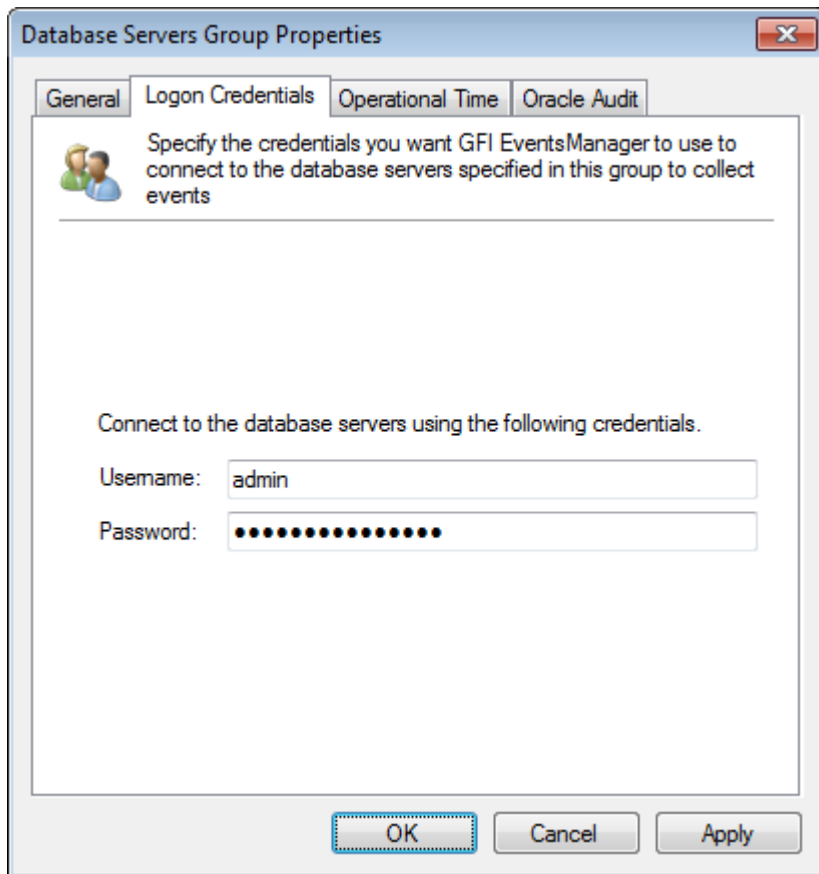 Database Servers Group Properties
General Logon Credentials Operational Time Oracle Audit
Specify the credentials you want GFI EventsManager to use to
connect to the database servers specified in this group to collect
events
Connect to the database servers using the following credentials.
Username: admin
Password: •••••••••••••••
OK Cancel Apply